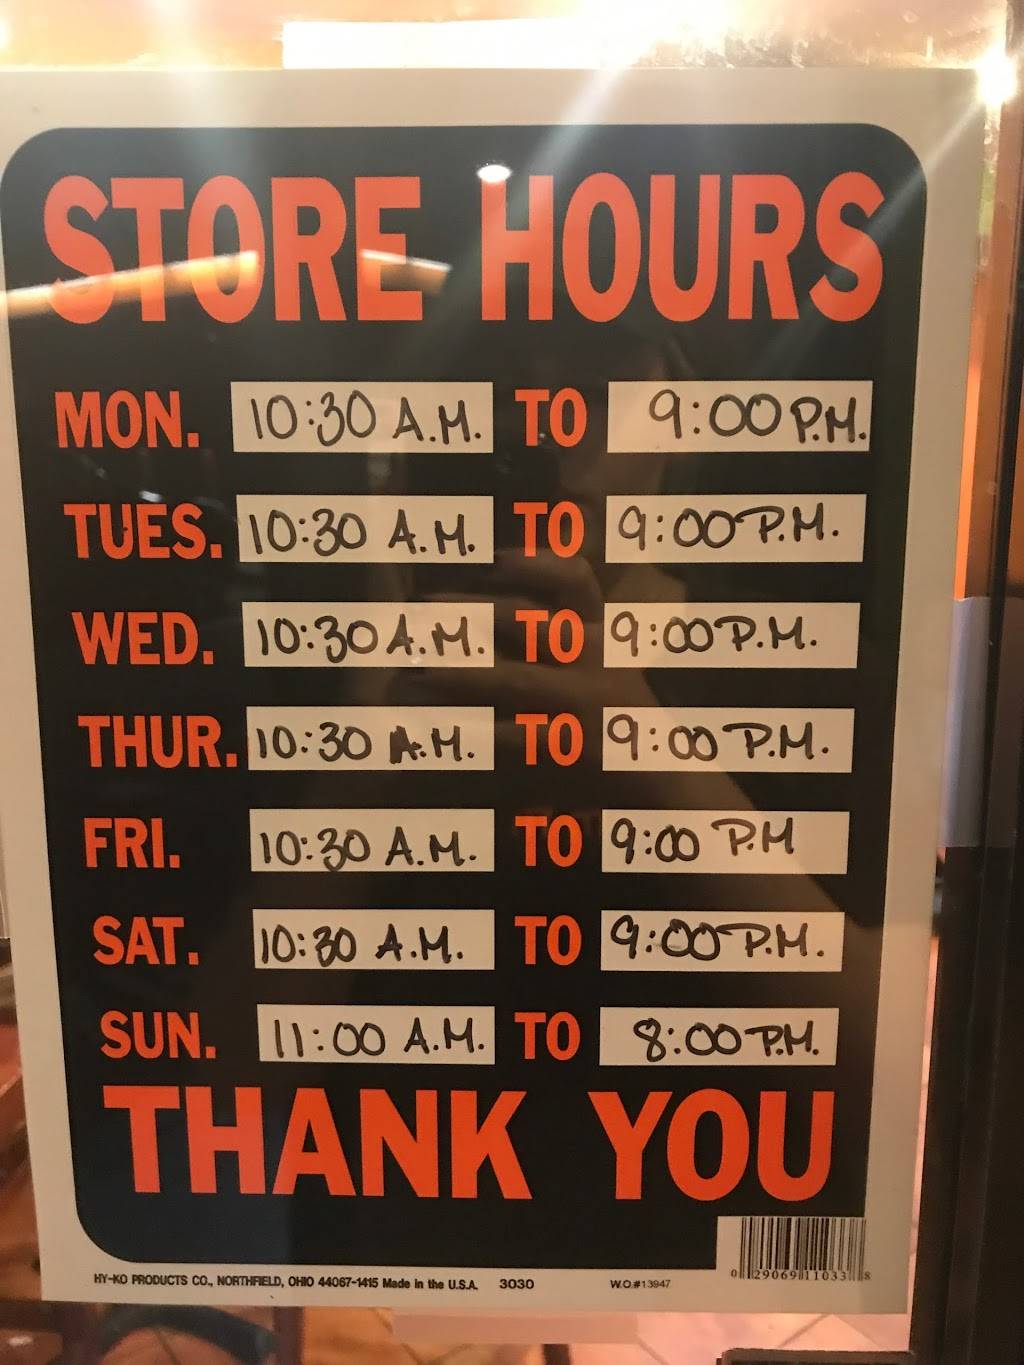 STORE HOURS
MON. 10:30 A.M. TO 9:00 P.M.
TUES. 10:30 A.M. TO 9:00 P.M.
WED. 10:30 A.M. TO 9:00 P.M.
THUR. 10:30 A.M. TO 9:00 P.M.
FRI. 10:30 A.M. TO 9:00 P.M
SAT. 10:30 A.M. TO 9:00 P.M.
SUN. 11:00 A.M. TO 8:00 P.M.
THANK YOU
0 29069 11033 8
HY-KO PRODUCTS CO., NORTHFIELD, OHIO 44067-1415 Made in the U.S.A. 3030 W.O.#13947